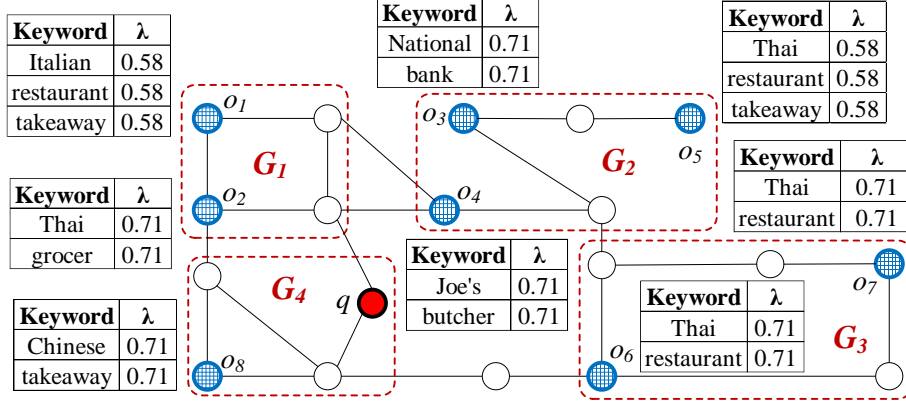 Keyword λ
Italian 0.58
restaurant 0.58
takeaway 0.58
Keyword λ
National 0.71
bank 0.71
Keyword λ
Thai 0.58
restaurant 0.58
takeaway 0.58
o1
o3
o5
G1
G2
Keyword λ
Thai 0.71
grocer 0.71
o2
o4
Keyword λ
Thai 0.71
restaurant 0.71
Keyword λ
Joe's 0.71
butcher 0.71
G4
q
o7
Keyword λ
Chinese 0.71
takeaway 0.71
o8
o6
Keyword λ
Thai 0.71
restaurant 0.71
G3